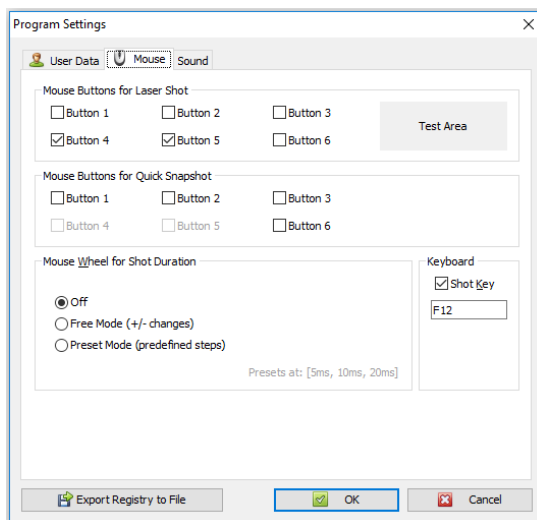 Program Settings
User Data Mouse Sound
Mouse Buttons for Laser Shot
Button 1 Button 2 Button 3
Test Area
Button 4 Button 5 Button 6
Mouse Buttons for Quick Snapshot
Button 1 Button 2 Button 3
Button 4 Button 5 Button 6
Mouse Wheel for Shot Duration
Off
Free Mode (+/- changes)
Preset Mode (predefined steps)
Presets at: [5ms, 10ms, 20ms]
Keyboard
Shot Key
F12
Export Registry to File OK Cancel